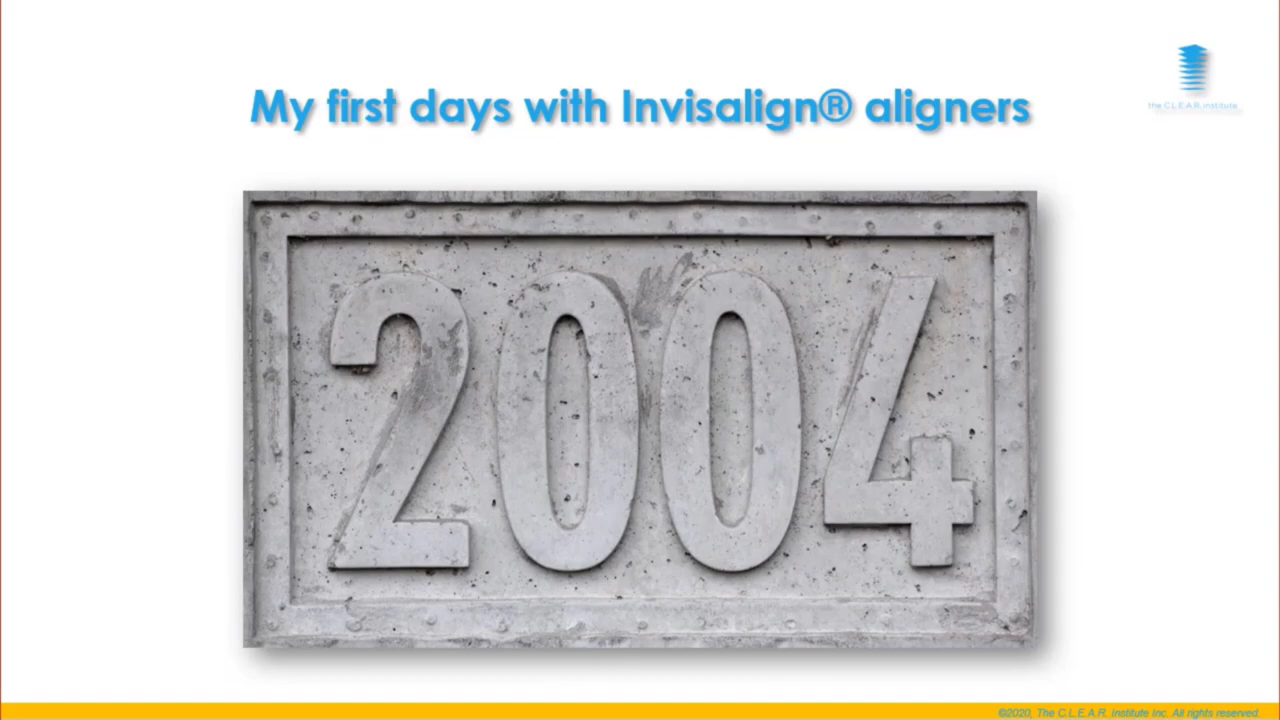 My first days with Invisalign® aligners
the C.L.E.A.R. institute
2004
©2020, The C.L.E.A.R. Institute Inc. All rights reserved.